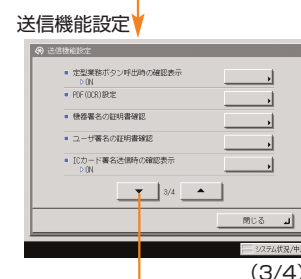 送信機能設定
送信機能設定
定型業務ボタン呼出時の確認表示
ON
PDF(OCR)設定
機器署名の証明書確認
ユーザ署名の証明書確認
ICカード署名送信時の確認表示
ON
3/4
閉じる
システム状況/中
(3/4)